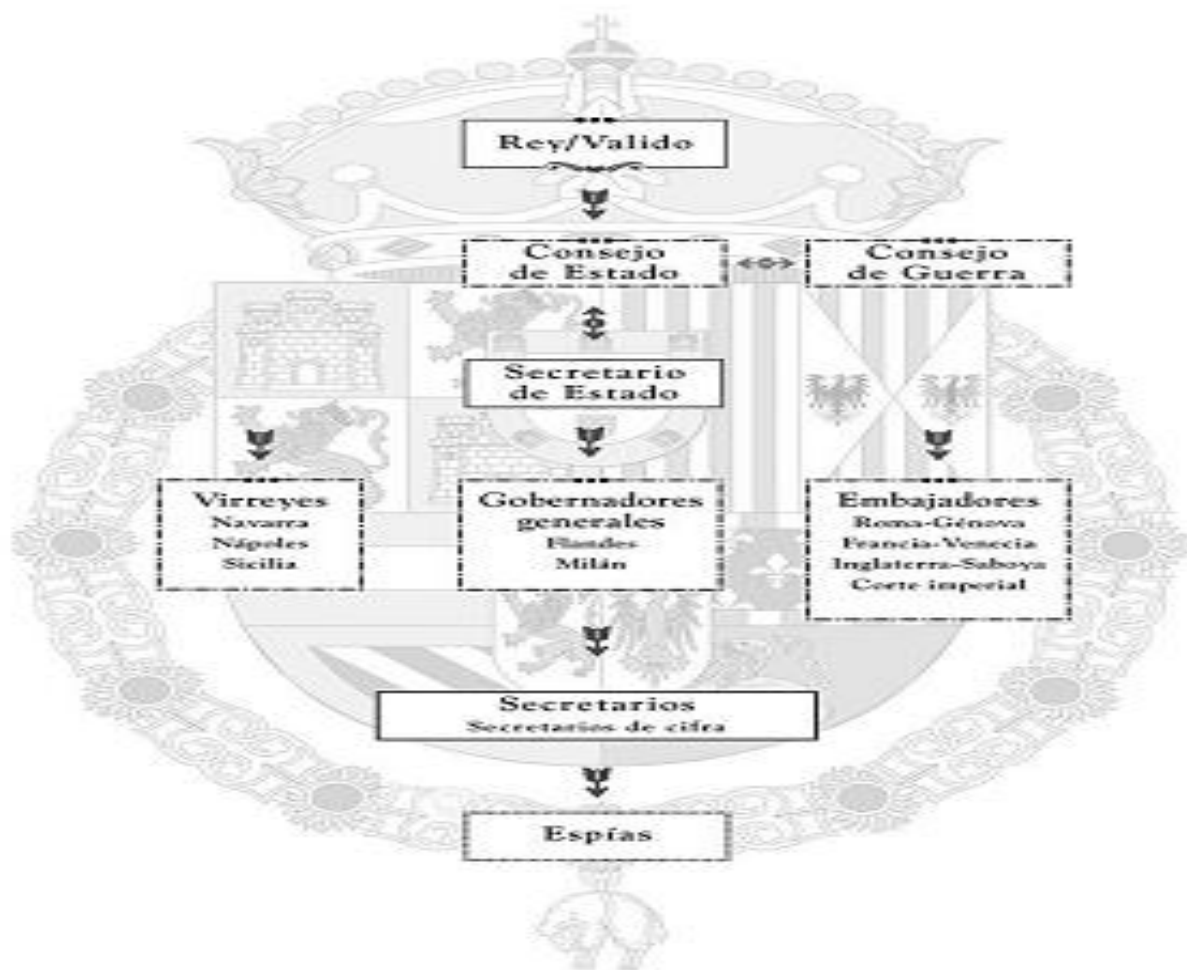 Rey/Valido
Consejo
de Estado
Consejo
de Guerra
Secretario
de Estado
Virreyes
Navarra
Nápoles
Sicilia
Gobernadores
generales
Flandes
Milán
Embajadores
Roma-Génova
Francia-Venecia
Inglaterra-Saboya
Corte imperial
Secretarios
Secretarios de cifra
Espías